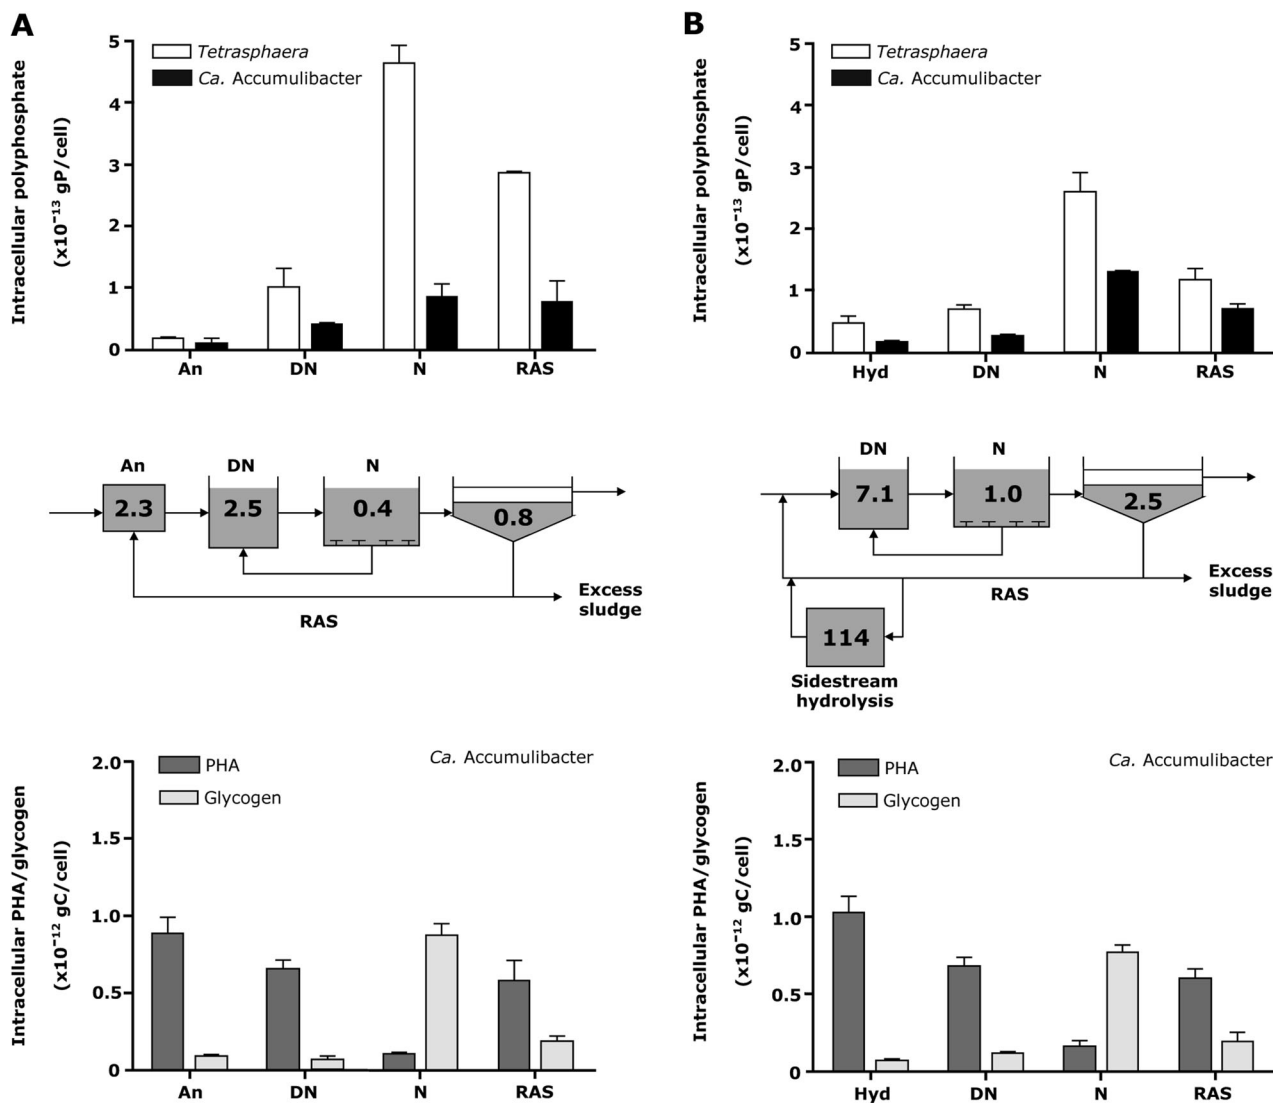 A
Intracellular polyphosphate
(x10⁻¹³ gP/cell)
5
4
3
2
1
0
Tetrasphaera
Ca. Accumulibacter
An
DN
N
RAS
B
Intracellular polyphosphate
(x10⁻¹³ gP/cell)
5
4
3
2
1
0
Tetrasphaera
Ca. Accumulibacter
Hyd
DN
N
RAS
An
DN
N
2.3
2.5
0.4
0.8
RAS
Excess
sludge
DN
N
7.1
1.0
2.5
RAS
Excess
sludge
114
Sidestream
hydrolysis
Intracellular PHA/glycogen
(x10⁻¹² gC/cell)
2.0
1.5
1.0
0.5
0
PHA
Glycogen
Ca. Accumulibacter
An
DN
N
RAS
Intracellular PHA/glycogen
(x10⁻¹² gC/cell)
2.0
1.5
1.0
0.5
0
PHA
Glycogen
Ca. Accumulibacter
Hyd
DN
N
RAS